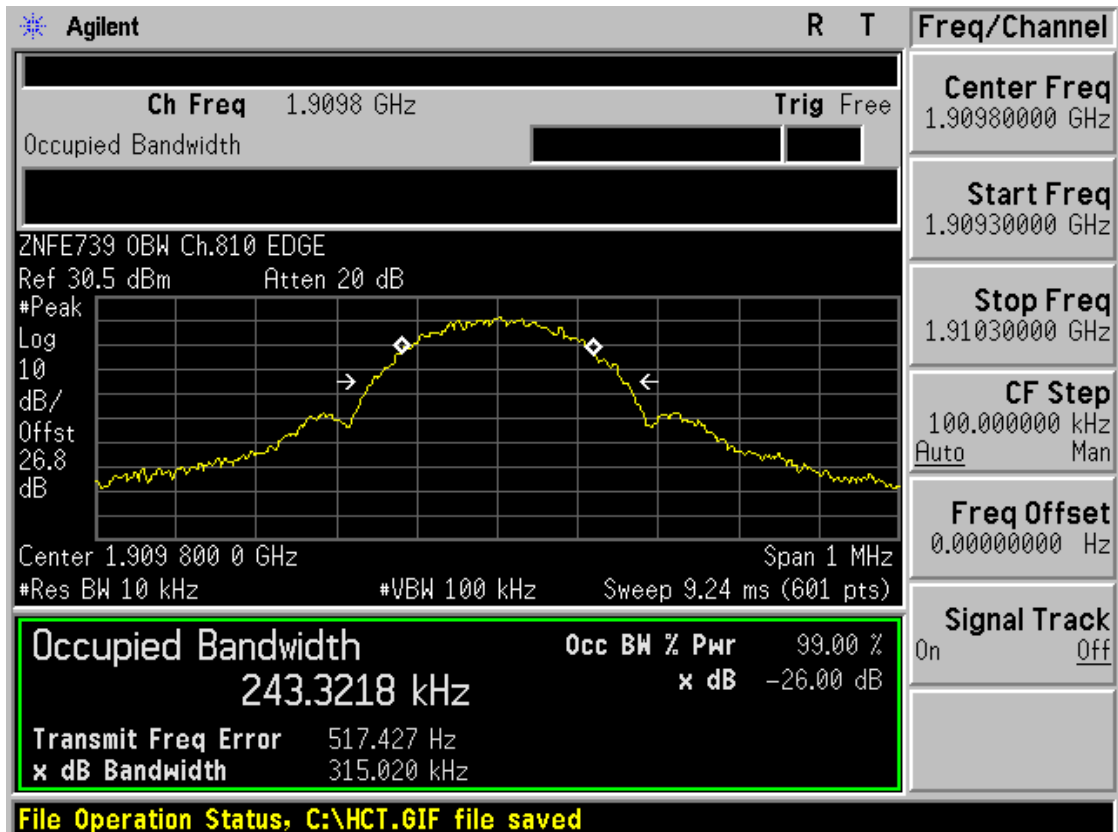 Agilent R T
Ch Freq 1.9098 GHz Trig Free
Occupied Bandwidth
ZNFE739 OBW Ch.810 EDGE
Ref 30.5 dBm Atten 20 dB
#Peak
Log
10
dB/
Offst
26.8
dB
Center 1.909 800 0 GHz Span 1 MHz
#Res BW 10 kHz #VBW 100 kHz Sweep 9.24 ms (601 pts)
Occupied Bandwidth
243.3218 kHz
Occ BW % Pwr 99.00 %
x dB -26.00 dB
Transmit Freq Error 517.427 Hz
x dB Bandwidth 315.020 kHz
File Operation Status, C:\HCT.GIF file saved
Freq/Channel
Center Freq
1.90980000 GHz
Start Freq
1.90930000 GHz
Stop Freq
1.91030000 GHz
CF Step
100.000000 kHz
Auto Man
Freq Offset
0.00000000 Hz
Signal Track
On Off